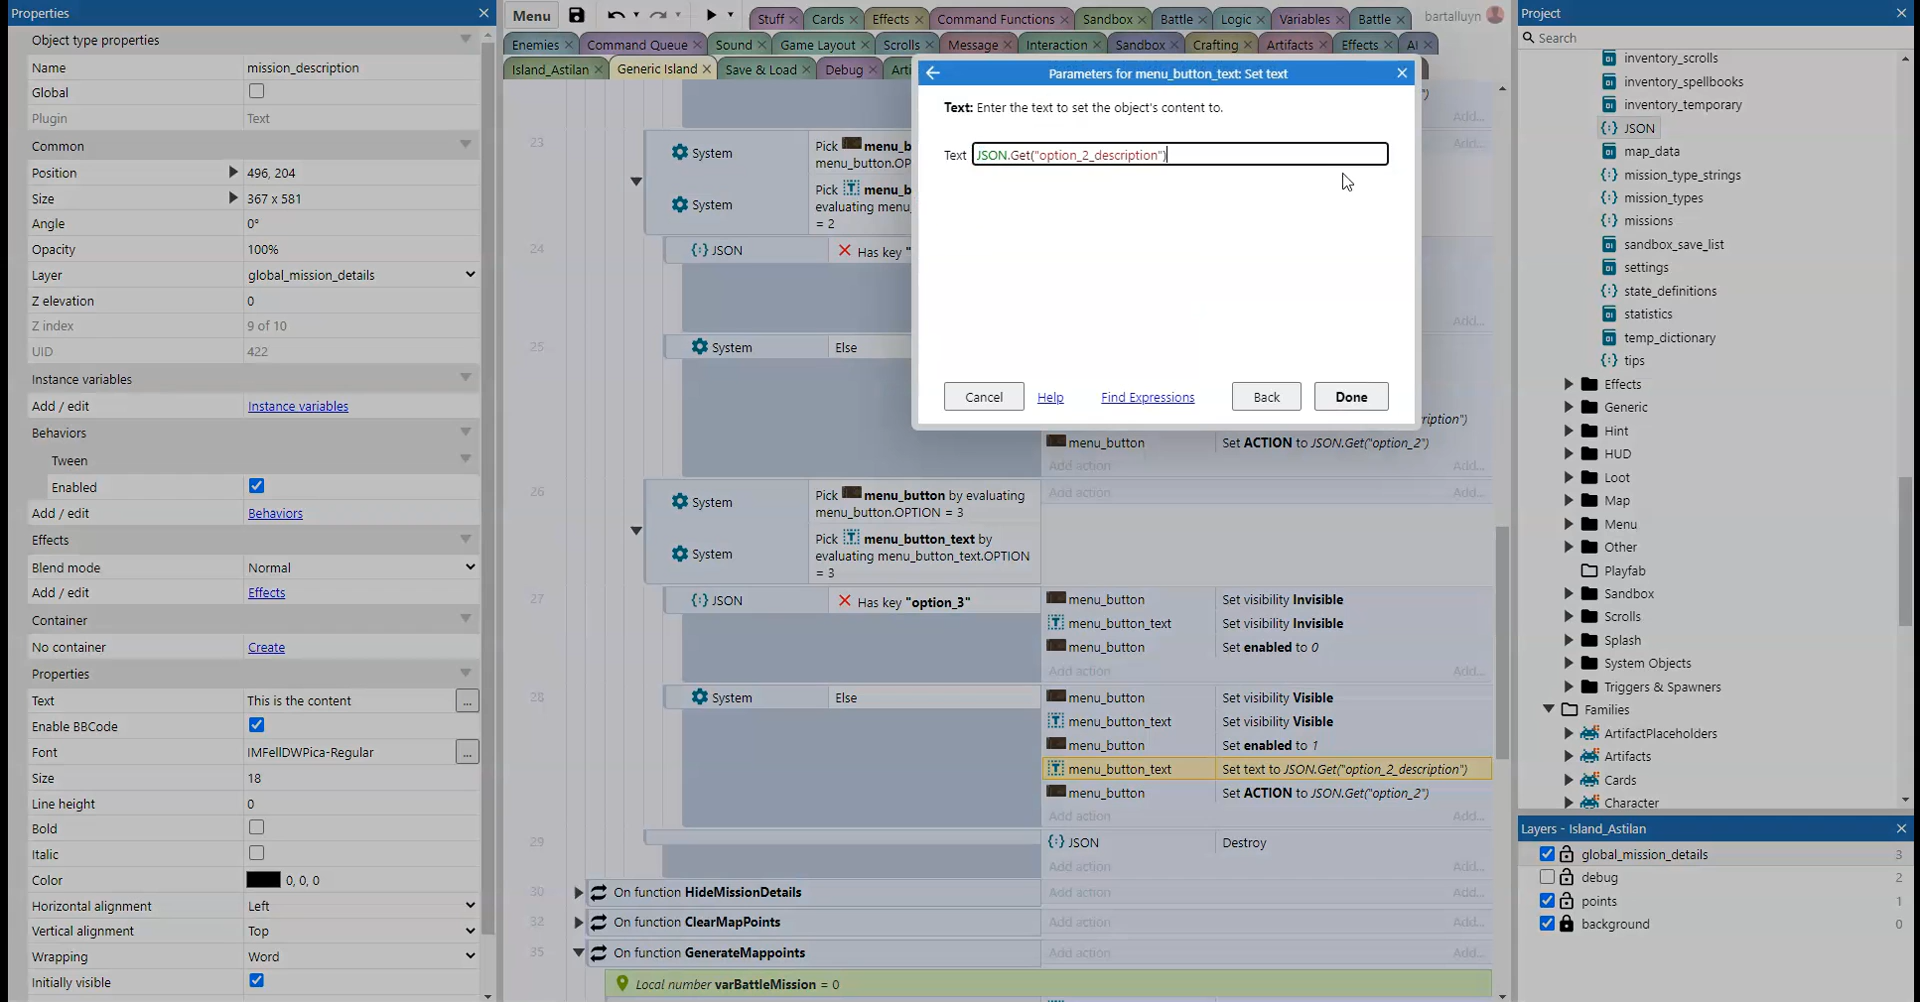 Properties
Object type properties
Name mission_description
Global
Plugin Text
Common
Position 496, 204
Size 367 x 581
Angle 0°
Opacity 100%
Layer global_mission_details
Z elevation 0
Z index 9 of 10
UID 422
Instance variables
Add / edit Instance variables
Behaviors
Tween
Enabled
Add / edit Behaviors
Effects
Blend mode Normal
Add / edit Effects
Container
No container Create
Properties
Text This is the content ...
Enable BBCode
Font IMFellDWPica-Regular ...
Size 18
Line height 0
Bold
Italic
Color 0, 0, 0
Horizontal alignment Left
Vertical alignment Top
Wrapping Word
Initially visible
Menu
Stuff Cards Effects Command Functions Sandbox Battle Logic Variables Battle bartalluyn
Enemies Command Queue Sound Game Layout Scrolls Message Interaction Sandbox Crafting Artifacts Effects AI
Island_Astilan Generic Island Save & Load Debug
Parameters for menu_button_text: Set text
Text: Enter the text to set the object's content to.
Text JSON.Get("option_2_description")
Cancel Help Find Expressions Back Done
Add...
23 System Pick menu_b
menu_button.OP
System Pick menu_b
evaluating menu_
= 2
24 JSON Has key "
Add...
25 System Else
ription")
menu_button Set ACTION to JSON.Get("option_2")
Add action Add...
26 System Pick menu_button by evaluating
menu_button.OPTION = 3
Add action Add...
System Pick menu_button_text by
evaluating menu_button_text.OPTION
= 3
27 JSON Has key "option_3" menu_button Set visibility Invisible
menu_button_text Set visibility Invisible
menu_button Set enabled to 0
Add action Add...
28 System Else menu_button Set visibility Visible
menu_button_text Set visibility Visible
menu_button Set enabled to 1
menu_button_text Set text to JSON.Get("option_2_description")
menu_button Set ACTION to JSON.Get("option_2")
Add action Add...
29 JSON Destroy
Add action Add...
30 On function HideMissionDetails Add action Add...
32 On function ClearMapPoints Add action Add...
35 On function GenerateMappoints Add action Add...
Local number varBattleMission = 0
Project
Search
inventory_scrolls
inventory_spellbooks
inventory_temporary
JSON
map_data
mission_type_strings
mission_types
missions
sandbox_save_list
settings
state_definitions
statistics
temp_dictionary
tips
Effects
Generic
Hint
HUD
Loot
Map
Menu
Other
Playfab
Sandbox
Scrolls
Splash
System Objects
Triggers & Spawners
Families
ArtifactPlaceholders
Artifacts
Cards
Character
Layers - Island_Astilan
global_mission_details 3
debug 2
points 1
background 0